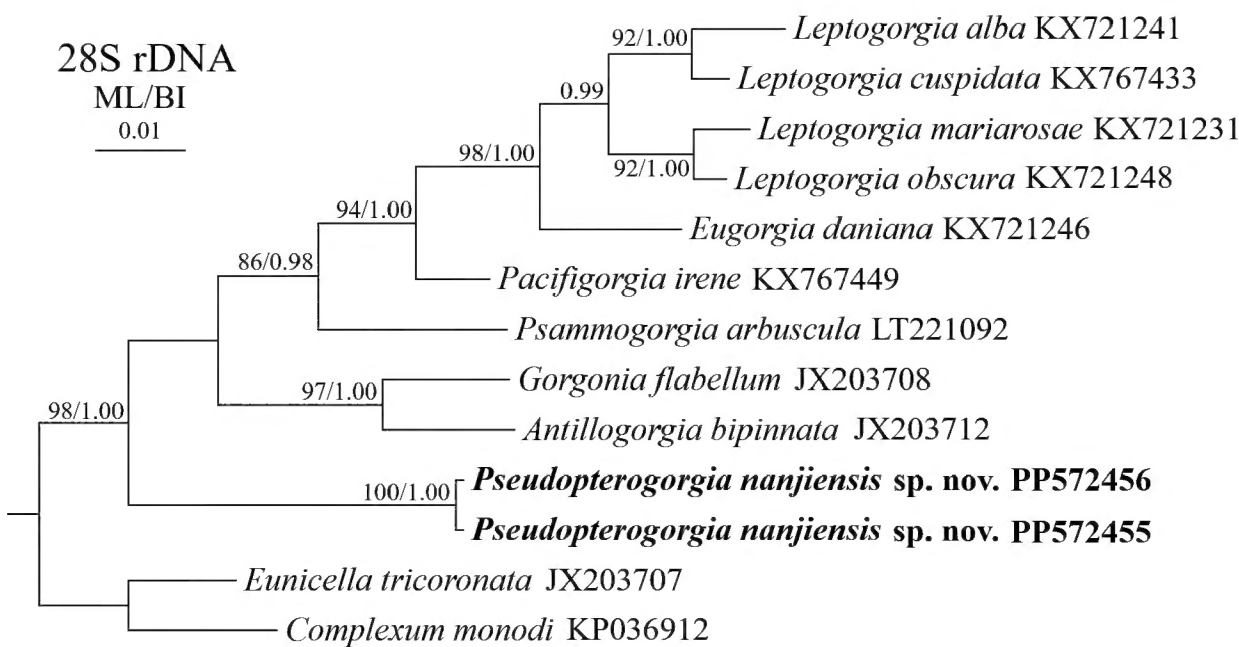 92/1.00
Leptogorgia alba KX721241
28S rDNA
ML/BI
0.01
Leptogorgia cuspidata KX767433
0.99
Leptogorgia mariarosae KX721231
98/1.00
92/1.00
Leptogorgia obscura KX721248
94/1.00
Eugorgia daniana KX721246
86/0.98
Pacifigorgia irene KX767449
Psammogorgia arbuscula LT221092
Gorgonia flabellum JX203708
97/1.00
98/1.00
Antillogorgia bipinnata JX203712
Pseudopterogorgia nanjiensis sp. nov. PP572456
100/1.00
Pseudopterogorgia nanjiensis sp. nov. PP572455
Eunicella tricoronata JX203707
Complexum monodi KP036912